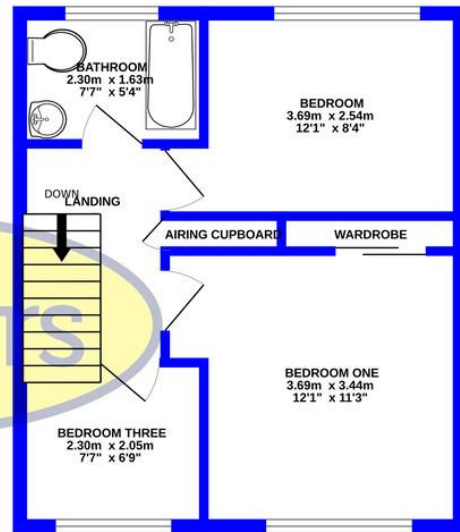 BATHROOM
2.30m x 1.63m
7'7" x 5'4"
BEDROOM
3.69m x 2.54m
12'1" x 8'4"
DOWN
LANDING
AIRING CUPBOARD
WARDROBE
BEDROOM ONE
3.69m x 3.44m
12'1" x 11'3"
BEDROOM THREE
2.30m x 2.05m
7'7" x 6'9"